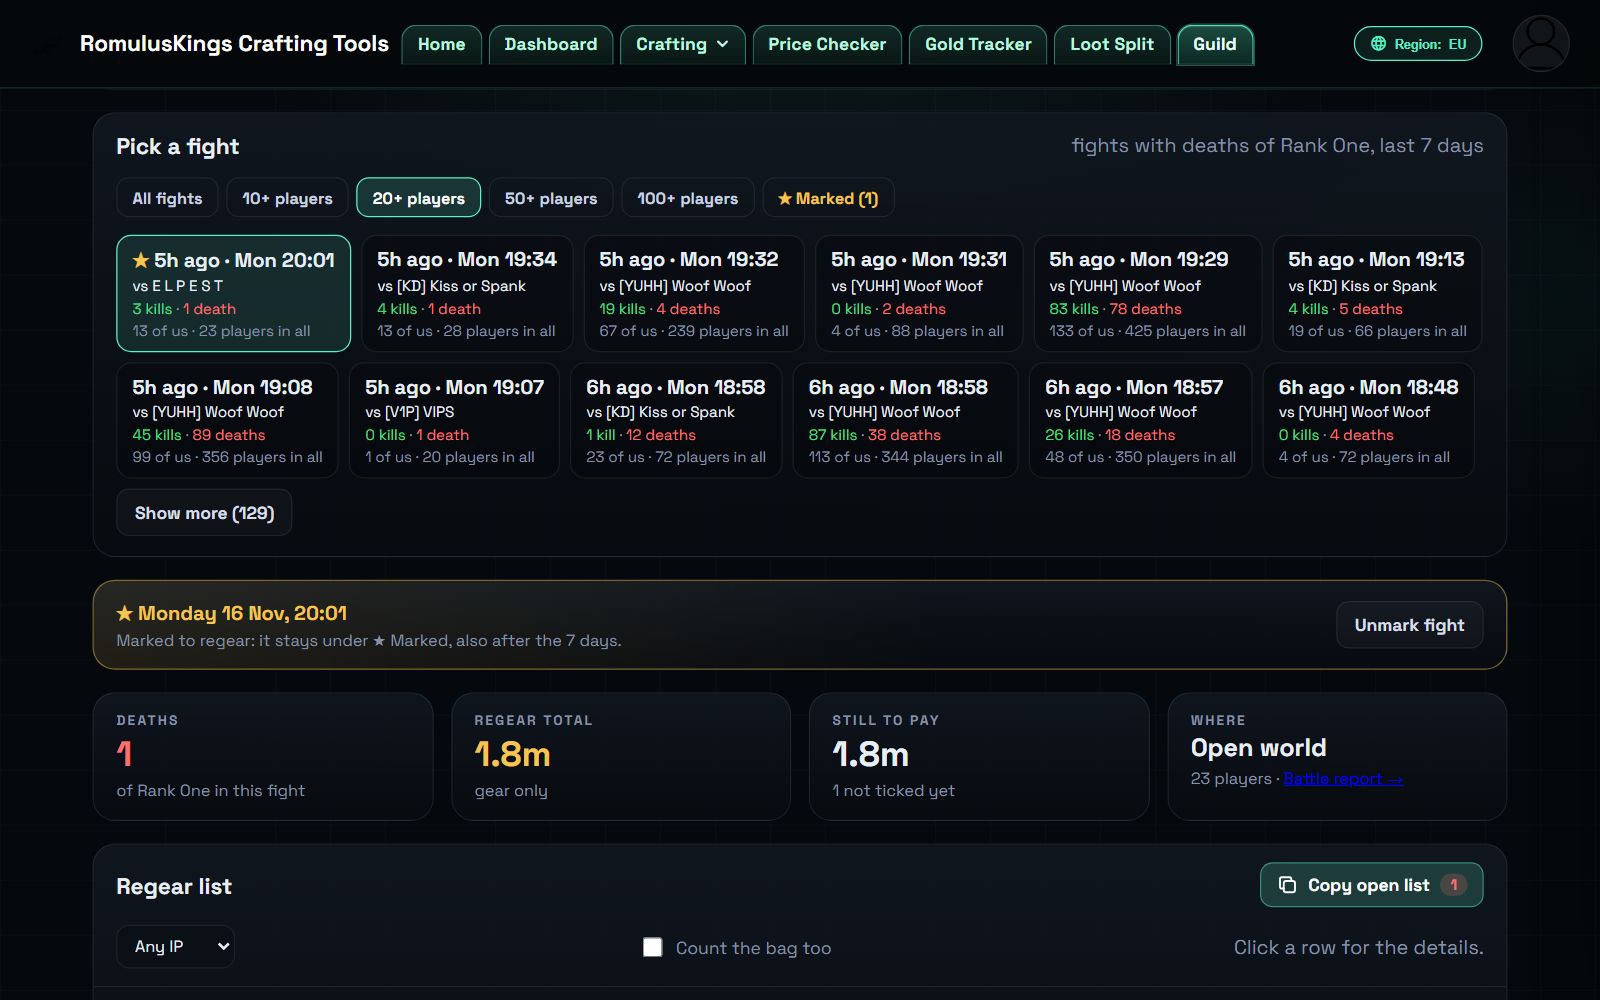 RomulusKings Crafting Tools
Home
Dashboard
Crafting
Price Checker
Gold Tracker
Loot Split
Guild
Region: EU
Pick a fight
fights with deaths of Rank One, last 7 days
All fights
10+ players
20+ players
50+ players
100+ players
★ Marked (1)
★ 5h ago · Mon 20:01
vs E L P E S T
3 kills · 1 death
13 of us · 23 players in all
5h ago · Mon 19:34
vs [KD] Kiss or Spank
4 kills · 1 death
13 of us · 28 players in all
5h ago · Mon 19:32
vs [YUHH] Woof Woof
19 kills · 4 deaths
67 of us · 239 players in all
5h ago · Mon 19:31
vs [YUHH] Woof Woof
0 kills · 2 deaths
4 of us · 88 players in all
5h ago · Mon 19:29
vs [YUHH] Woof Woof
83 kills · 78 deaths
133 of us · 425 players in all
5h ago · Mon 19:13
vs [KD] Kiss or Spank
4 kills · 5 deaths
19 of us · 66 players in all
5h ago · Mon 19:08
vs [YUHH] Woof Woof
45 kills · 89 deaths
99 of us · 356 players in all
5h ago · Mon 19:07
vs [V1P] VIPS
0 kills · 1 death
1 of us · 20 players in all
6h ago · Mon 18:58
vs [KD] Kiss or Spank
1 kill · 12 deaths
23 of us · 72 players in all
6h ago · Mon 18:58
vs [YUHH] Woof Woof
87 kills · 38 deaths
113 of us · 344 players in all
6h ago · Mon 18:57
vs [YUHH] Woof Woof
26 kills · 18 deaths
48 of us · 350 players in all
6h ago · Mon 18:48
vs [YUHH] Woof Woof
0 kills · 4 deaths
4 of us · 72 players in all
Show more (129)
★ Monday 16 Nov, 20:01
Marked to regear: it stays under ★ Marked, also after the 7 days.
Unmark fight
DEATHS
1
of Rank One in this fight
REGEAR TOTAL
1.8m
gear only
STILL TO PAY
1.8m
1 not ticked yet
WHERE
Open world
23 players · Battle report →
Regear list
Copy open list 1
Any IP
Count the bag too
Click a row for the details.